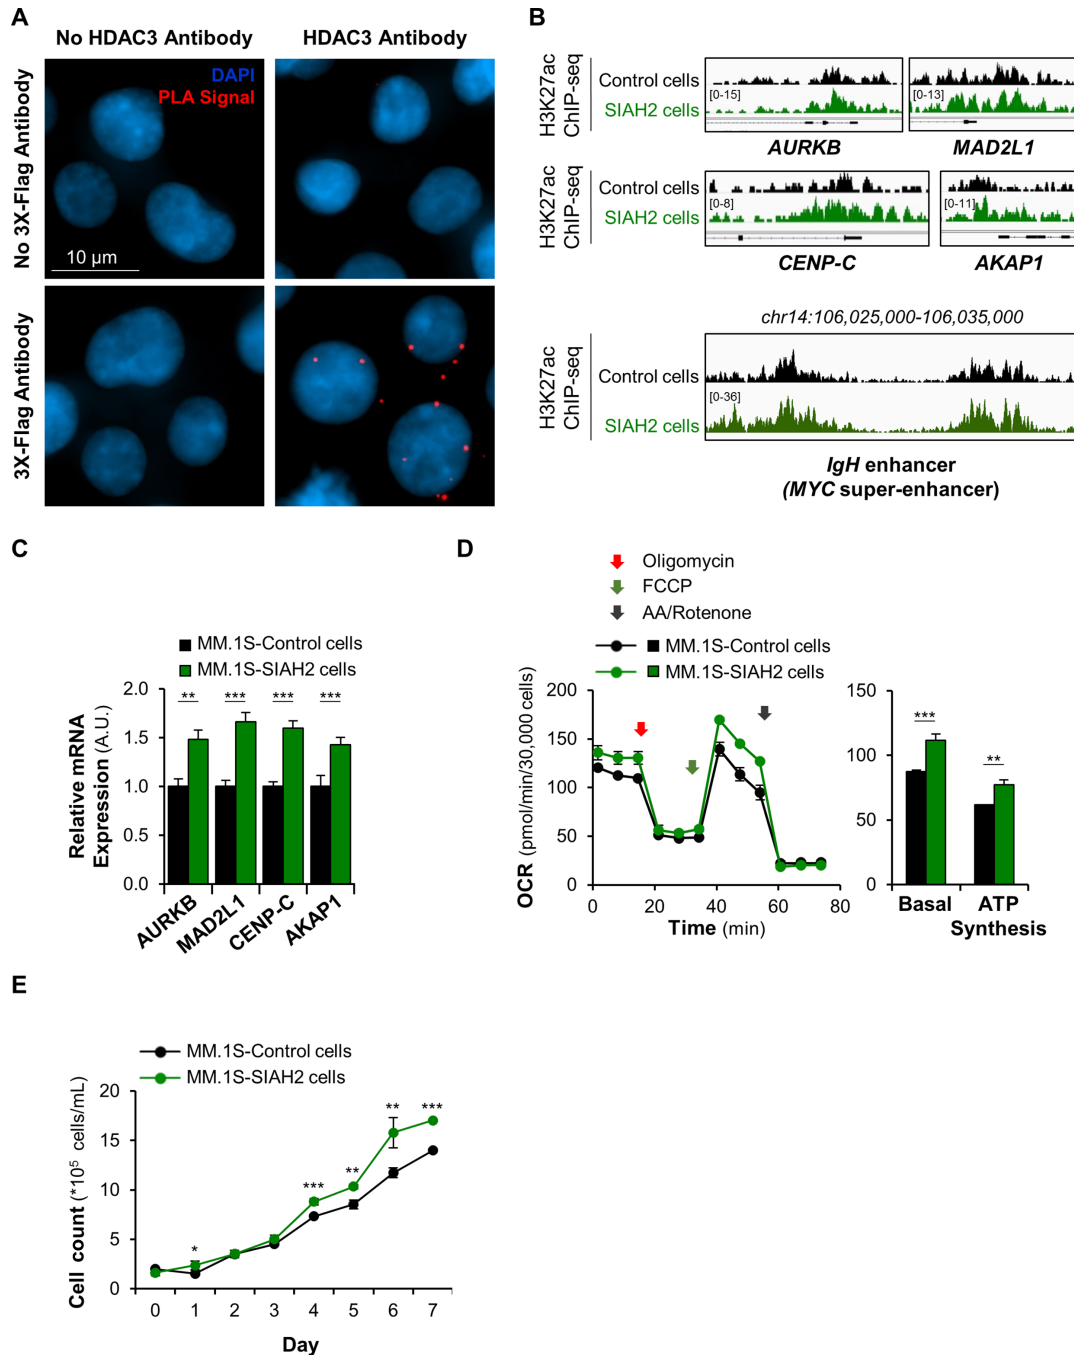 A
No HDAC3 Antibody
HDAC3 Antibody
No 3X-Flag Antibody
DAPI
PLA Signal
10 µm
3X-Flag Antibody
B
H3K27ac
ChIP-seq
Control cells
SIAH2 cells
[0-15]
[0-13]
AURKB
MAD2L1
H3K27ac
ChIP-seq
Control cells
SIAH2 cells
[0-8]
[0-11]
CENP-C
AKAP1
chr14:106,025,000-106,035,000
H3K27ac
ChIP-seq
Control cells
SIAH2 cells
[0-36]
IgH enhancer
(MYC super-enhancer)
C
MM.1S-Control cells
MM.1S-SIAH2 cells
Relative mRNA
Expression (A.U.)
2.0
1.5
1.0
0.5
0.0
** *** *** ***
AURKB
MAD2L1
CENP-C
AKAP1
D
Oligomycin
FCCP
AA/Rotenone
MM.1S-Control cells
MM.1S-SIAH2 cells
OCR (pmol/min/30,000 cells)
200
150
100
50
0
0 20 40 60 80
Time (min)
150
100
50
0
***
**
Basal
ATP
Synthesis
E
MM.1S-Control cells
MM.1S-SIAH2 cells
Cell count (*10⁵ cells/mL)
20
15
10
5
0
* *** ** ** ***
0 1 2 3 4 5 6 7
Day